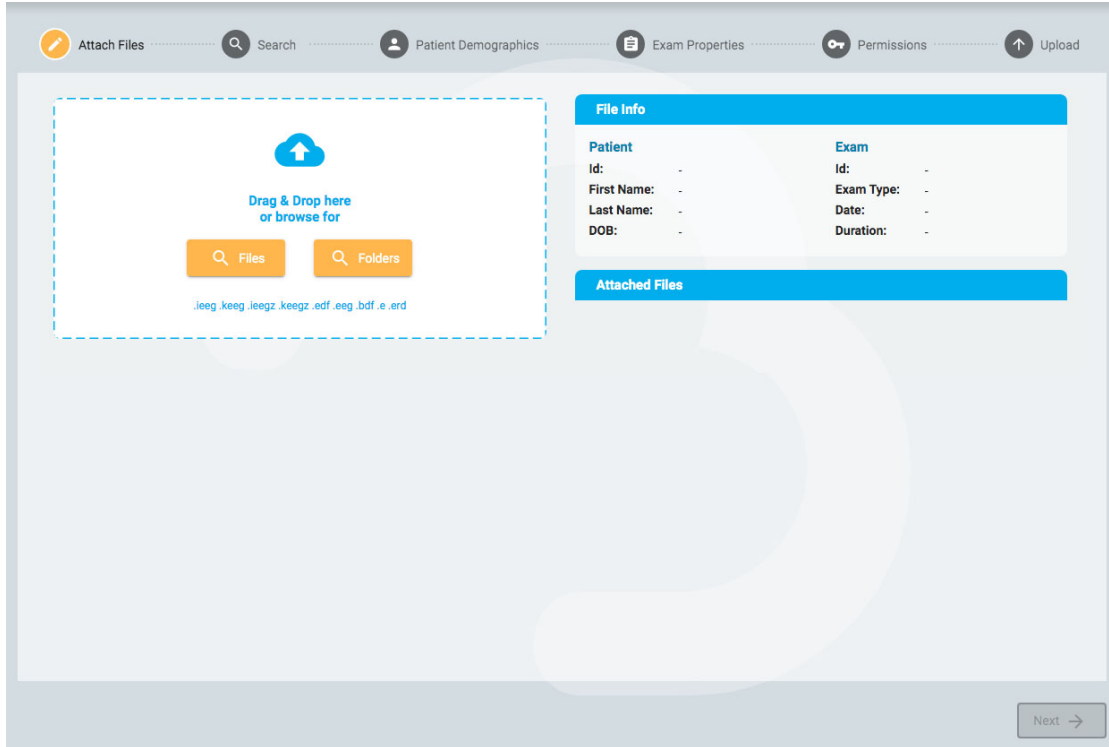 Attach Files
Search
Patient Demographics
Exam Properties
Permissions
Upload
Drag & Drop here
or browse for
Files
Folders
.ieeg .keeg .ieegz .keegz .edf .eeg .bdf .e .erd
File Info
Patient
Id: -
First Name: -
Last Name: -
DOB: -
Exam
Id: -
Exam Type: -
Date: -
Duration: -
Attached Files
Next